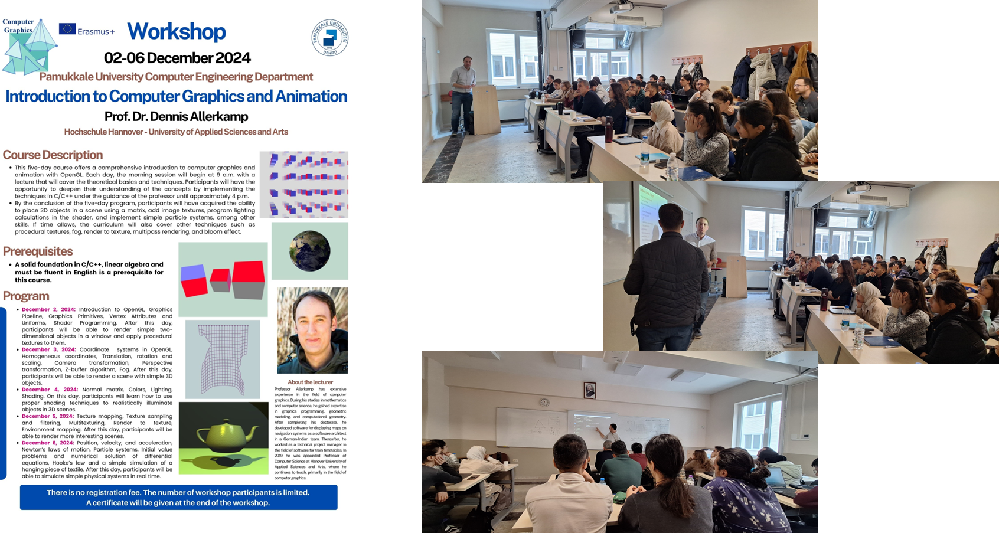 Computer
Graphics
Erasmus+
Workshop
PAMUKKALE ÜNİVERSİTESİ
1992
DENİZLİ
02-06 December 2024
Pamukkale University Computer Engineering Department
Introduction to Computer Graphics and Animation
Prof. Dr. Dennis Allerkamp
Hochschule Hannover - University of Applied Sciences and Arts
Course Description
• This five-day course offers a comprehensive introduction to computer graphics and
animation with OpenGL. Each day, the morning session will begin at 9 a.m. with a
lecture that will cover the theoretical basics and techniques. Participants will have the
opportunity to deepen their understanding of the concepts by implementing the
techniques in C/C++ under the guidance of the professor until approximately 4 p.m.
• By the conclusion of the five-day program, participants will have acquired the ability
to place 3D objects in a scene using a matrix, add image textures, program lighting
calculations in the shader, and implement simple particle systems, among other
skills. If time allows, the curriculum will also cover other techniques such as
procedural textures, fog, render to texture, multipass rendering, and bloom effect.
Prerequisites
• A solid foundation in C/C++, linear algebra and
must be fluent in English is a prerequisite for
this course.
Program
• December 2, 2024: Introduction to OpenGL, Graphics
Pipeline, Graphics Primitives, Vertex Attributes and
Uniforms, Shader Programming. After this day,
participants will be able to render simple two-
dimensional objects in a window and apply procedural
textures to them.
• December 3, 2024: Coordinate systems in OpenGL,
Homogeneous coordinates, Translation, rotation and
scaling, Camera transformation, Perspective
transformation, Z-buffer algorithm, Fog. After this day,
participants will be able to render a scene with simple 3D
objects.
• December 4, 2024: Normal matrix, Colors, Lighting,
Shading. On this day, participants will learn how to use
proper shading techniques to realistically illuminate
objects in 3D scenes.
• December 5, 2024: Texture mapping, Texture sampling
and filtering, Multitexturing, Render to texture,
Environment mapping. After this day, participants will be
able to render more interesting scenes.
• December 6, 2024: Position, velocity, and acceleration,
Newton's laws of motion, Particle systems, Initial value
problems and numerical solution of differential
equations, Hooke's law and a simple simulation of a
hanging piece of textile. After this day, participants will be
able to simulate simple physical systems in real time.
About the lecturer
Professor Allerkamp has extensive
experience in the field of computer
graphics. During his studies in mathematics
and computer science, he gained expertise
in graphics programming, geometric
modeling, and computational geometry.
After completing his doctorate, he
developed software for displaying maps on
navigation systems as a software architect
in a German-Indian team. Thereafter, he
worked as a technical project manager in
the field of software for train timetables. In
2019 he was appointed Professor of
Computer Science at Hanover University of
Applied Sciences and Arts, where he
continues to teach, primarily in the field of
computer graphics.
There is no registration fee. The number of workshop participants is limited.
A certificate will be given at the end of the workshop.